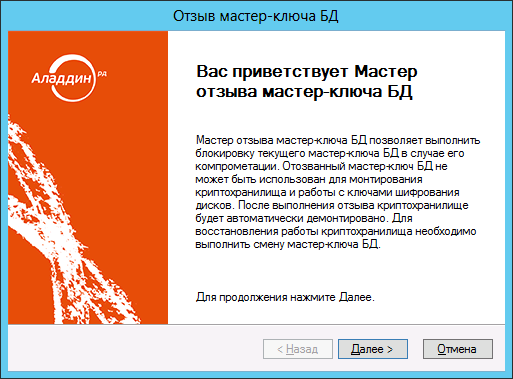 Отзыв мастер-ключа БД
Аладдин РД
Вас приветствует Мастер
отзыва мастер-ключа БД
Мастер отзыва мастер-ключа БД позволяет выполнить
блокировку текущего мастер-ключа БД в случае его
компрометации. Отозванный мастер-ключ БД не
может быть использован для монтирования
криптохранилища и работы с ключами шифрования
дисков. После выполнения отзыва криптохранилище
будет автоматически демонтировано. Для
восстановления работы криптохранилища необходимо
выполнить смену мастер-ключа БД.
Для продолжения нажмите Далее.
< Назад
Далее >
Отмена